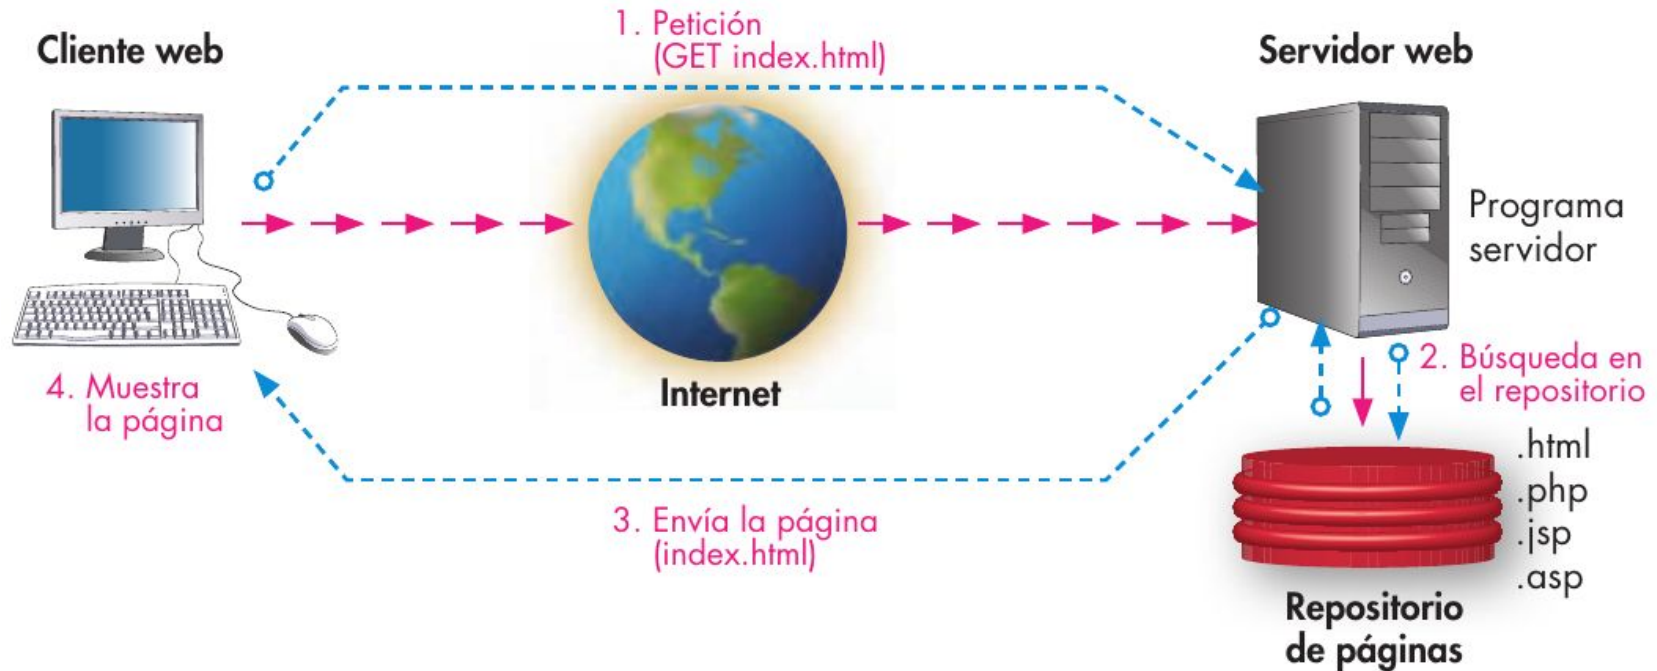 Cliente web
1. Petición
(GET index.html)
Servidor web
Programa
servidor
Internet
2. Búsqueda en
el repositorio
4. Muestra
la página
3. Envía la página
(index.html)
.html
.php
.jsp
.asp
Repositorio
de páginas